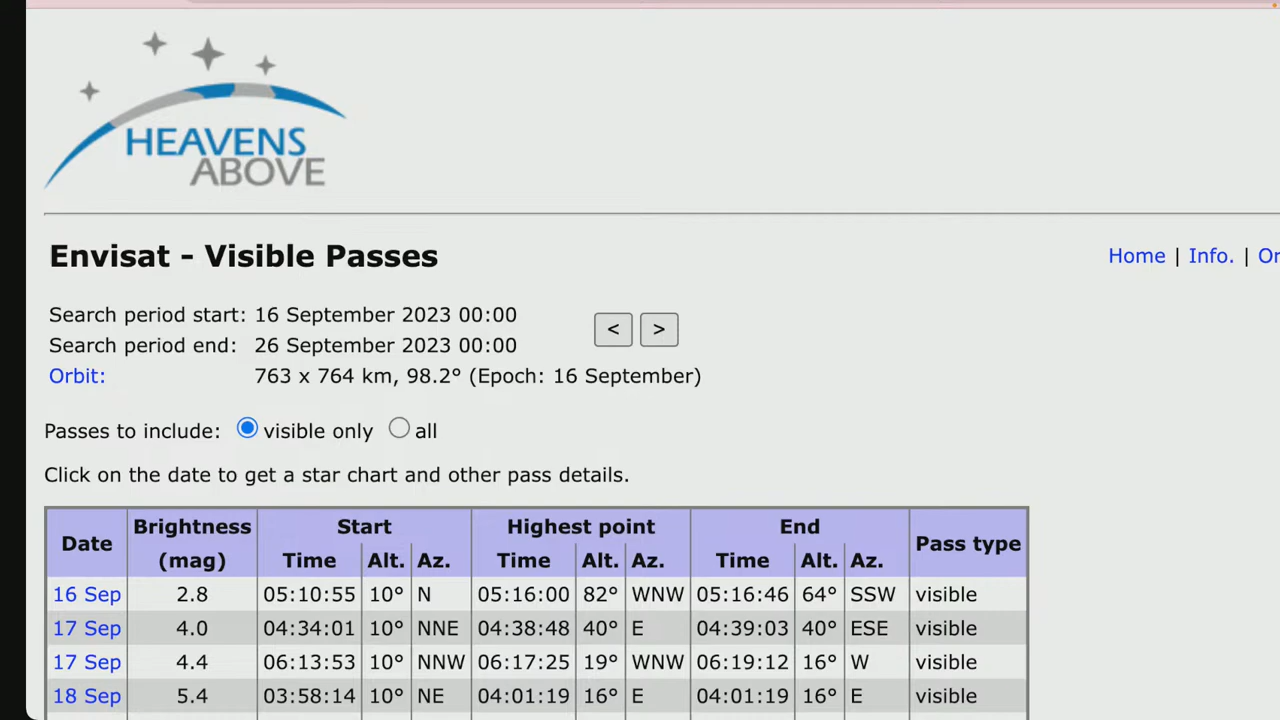 HEAVENS
ABOVE
Envisat - Visible Passes
Home | Info. | Or
Search period start: 16 September 2023 00:00
< >
Search period end: 26 September 2023 00:00
Orbit: 763 x 764 km, 98.2° (Epoch: 16 September)
Passes to include: visible only all
Click on the date to get a star chart and other pass details.
Date Brightness (mag) Start Highest point End Pass type
Time Alt. Az. Time Alt. Az. Time Alt. Az.
16 Sep 2.8 05:10:55 10° N 05:16:00 82° WNW 05:16:46 64° SSW visible
17 Sep 4.0 04:34:01 10° NNE 04:38:48 40° E 04:39:03 40° ESE visible
17 Sep 4.4 06:13:53 10° NNW 06:17:25 19° WNW 06:19:12 16° W visible
18 Sep 5.4 03:58:14 10° NE 04:01:19 16° E 04:01:19 16° E visible